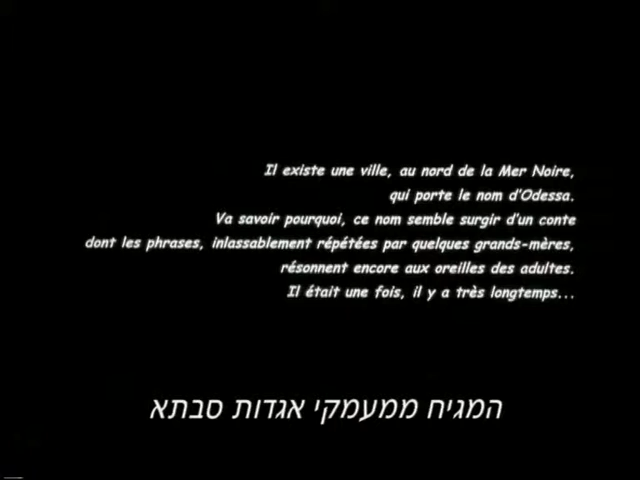 Il existe une ville, au nord de la Mer Noire,
qui porte le nom d'Odessa.
Va savoir pourquoi, ce nom semble surgir d'un conte
dont les phrases, inlassablement répétées par quelques grands-mères,
résonnent encore aux oreilles des adultes.
Il était une fois, il y a très longtemps...
המגיח ממעמקי אגדות סבתא